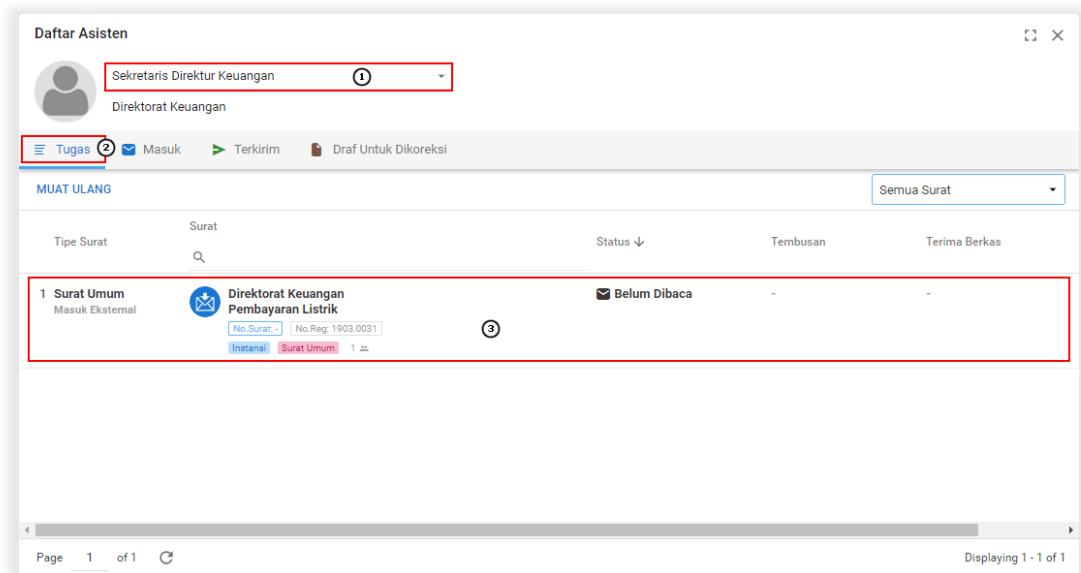 Daftar Asisten
Sekretaris Direktur Keuangan 1
Direktorat Keuangan
Tugas 2 Masuk Terkirim Draf Untuk Dikoreksi
MUAT ULANG Semua Surat
Tipe Surat Surat Status Tembusan Terima Berkas
1 Surat Umum Direktorat Keuangan Belum Dibaca - -
Masuk Eksternal Pembayaran Listrik
No.Surat: - No.Reg: 1903.0031 3
Instansi Surat Umum 1
Page 1 of 1 Displaying 1 - 1 of 1